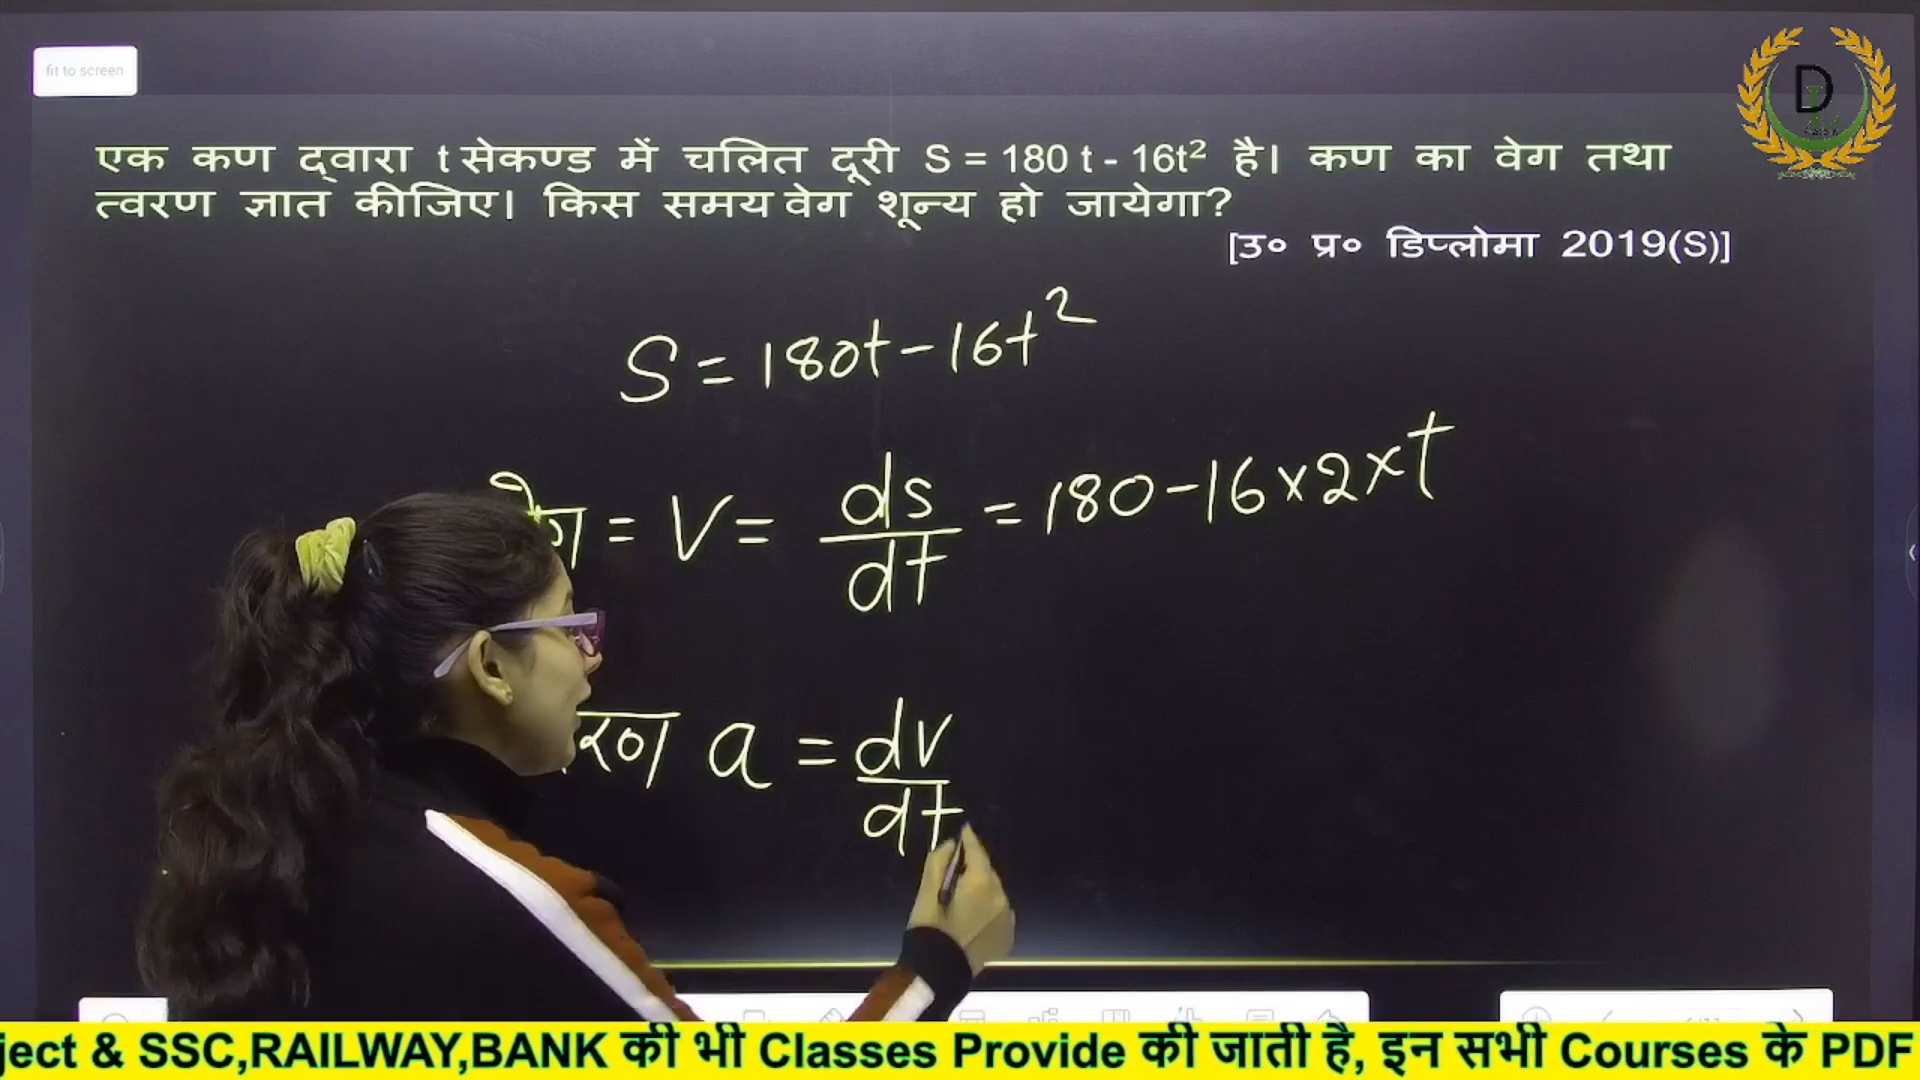 fit to screen
D
एक कण द्वारा t सेकण्ड में चलित दूरी S = 180 t - 16t² है। कण का वेग तथा
त्वरण ज्ञात कीजिए। किस समय वेग शून्य हो जायेगा?
[उ० प्र० डिप्लोमा 2019(S)]
S = 180t - 16t²
= V = ds/dt = 180 - 16 × 2 × t
रण a = dv/dt
ject & SSC,RAILWAY,BANK की भी Classes Provide की जाती है, इन सभी Courses के PDF